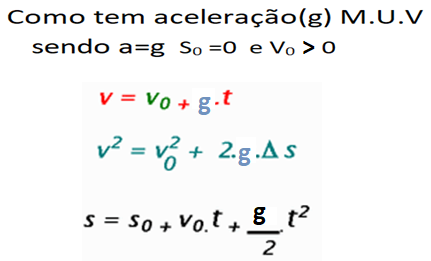 Como tem aceleração(g) M.U.V
sendo a=g S₀ =0 e V₀ > 0
v = v₀ + g.t
v² = v₀² + 2.g.Δs
s = s₀ + v₀.t + g/2 . t²